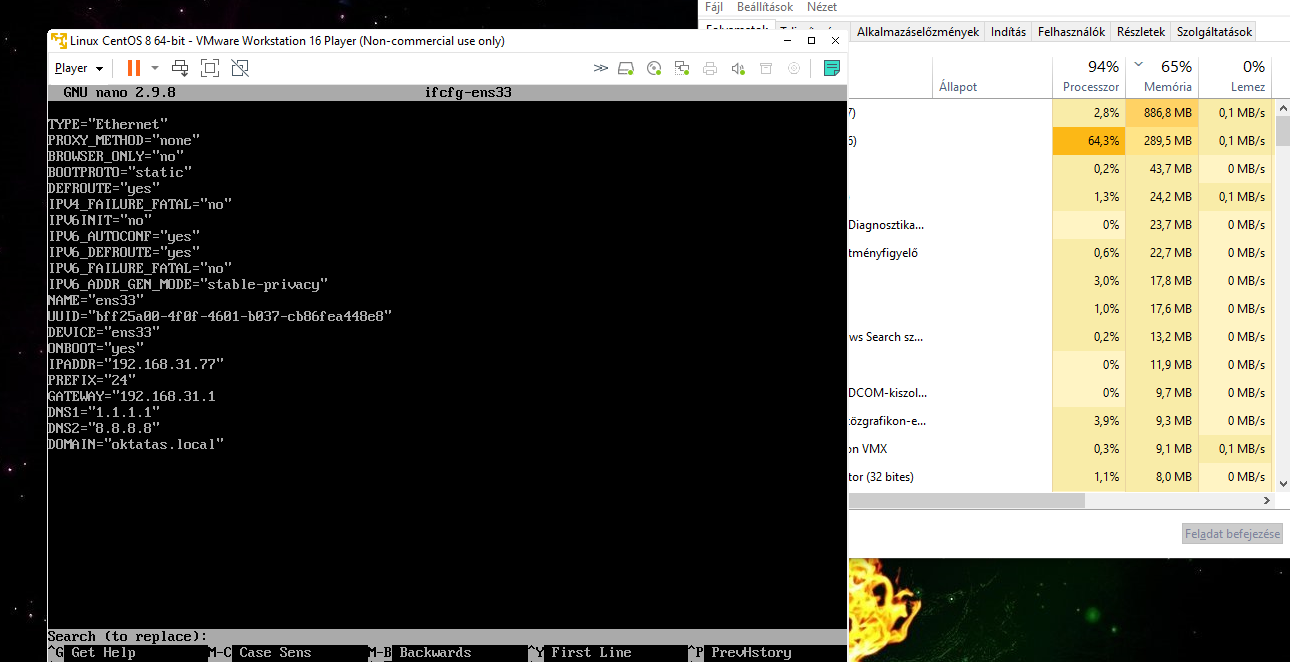 Fájl Beállítások Nézet
Linux CentOS 8 64-bit - VMware Workstation 16 Player (Non-commercial use only)
Alkalmazáselőzmények Indítás Felhasználók Részletek Szolgáltatások
Player
94% 65% 0%
Állapot Processzor Memória Lemez
GNU nano 2.9.8 ifcfg-ens33
TYPE="Ethernet"
PROXY_METHOD="none"
BROWSER_ONLY="no"
BOOTPROTO="static"
DEFROUTE="yes"
IPV4_FAILURE_FATAL="no"
IPV6INIT="no"
IPV6_AUTOCONF="yes"
IPV6_DEFROUTE="yes"
IPV6_FAILURE_FATAL="no"
IPV6_ADDR_GEN_MODE="stable-privacy"
NAME="ens33"
UUID="bff25a00-4f0f-4601-b037-cb86fea448e8"
DEVICE="ens33"
ONBOOT="yes"
IPADDR="192.168.31.77"
PREFIX="24"
GATEWAY="192.168.31.1
DNS1="1.1.1.1"
DNS2="8.8.8.8"
DOMAIN="oktatas.local"
Search (to replace):
^G Get Help M-C Case Sens M-B Backwards ^Y First Line ^P PrevHstory
7) 2,8% 886,8 MB 0,1 MB/s
6) 64,3% 289,5 MB 0,1 MB/s
0,2% 43,7 MB 0 MB/s
1,3% 24,2 MB 0,1 MB/s
Diagnosztika... 0% 23,7 MB 0 MB/s
tményfigyelő 0,6% 22,7 MB 0 MB/s
3,0% 17,8 MB 0 MB/s
1,0% 17,6 MB 0 MB/s
ws Search sz... 0,2% 13,2 MB 0 MB/s
0% 11,9 MB 0 MB/s
DCOM-kiszol... 0% 9,7 MB 0 MB/s
közgrafikon-e... 3,9% 9,3 MB 0 MB/s
on VMX 0,3% 9,1 MB 0,1 MB/s
tor (32 bites) 1,1% 8,0 MB 0 MB/s
Feladat befejezése